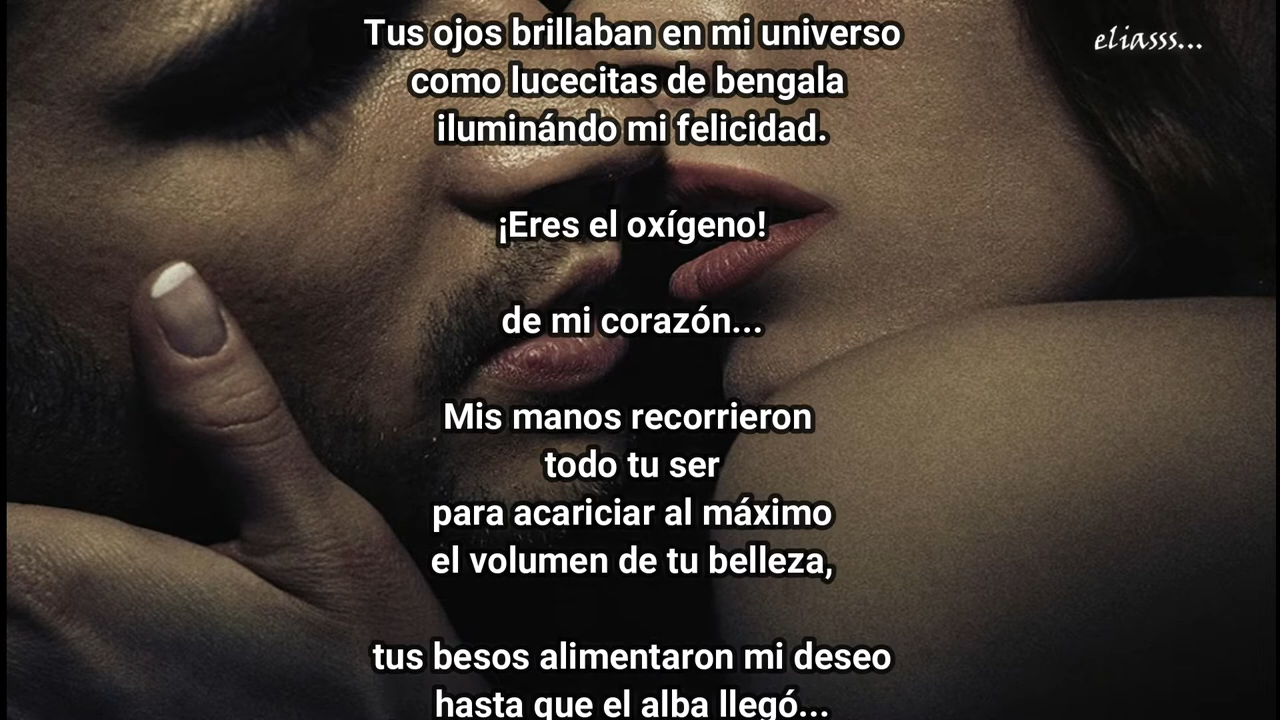 Tus ojos brillaban en mi universo
eliasss...
como lucecitas de bengala
iluminándo mi felicidad.
¡Eres el oxígeno!
de mi corazón...
Mis manos recorrieron
todo tu ser
para acariciar al máximo
el volumen de tu belleza,
tus besos alimentaron mi deseo
hasta que el alba llegó...